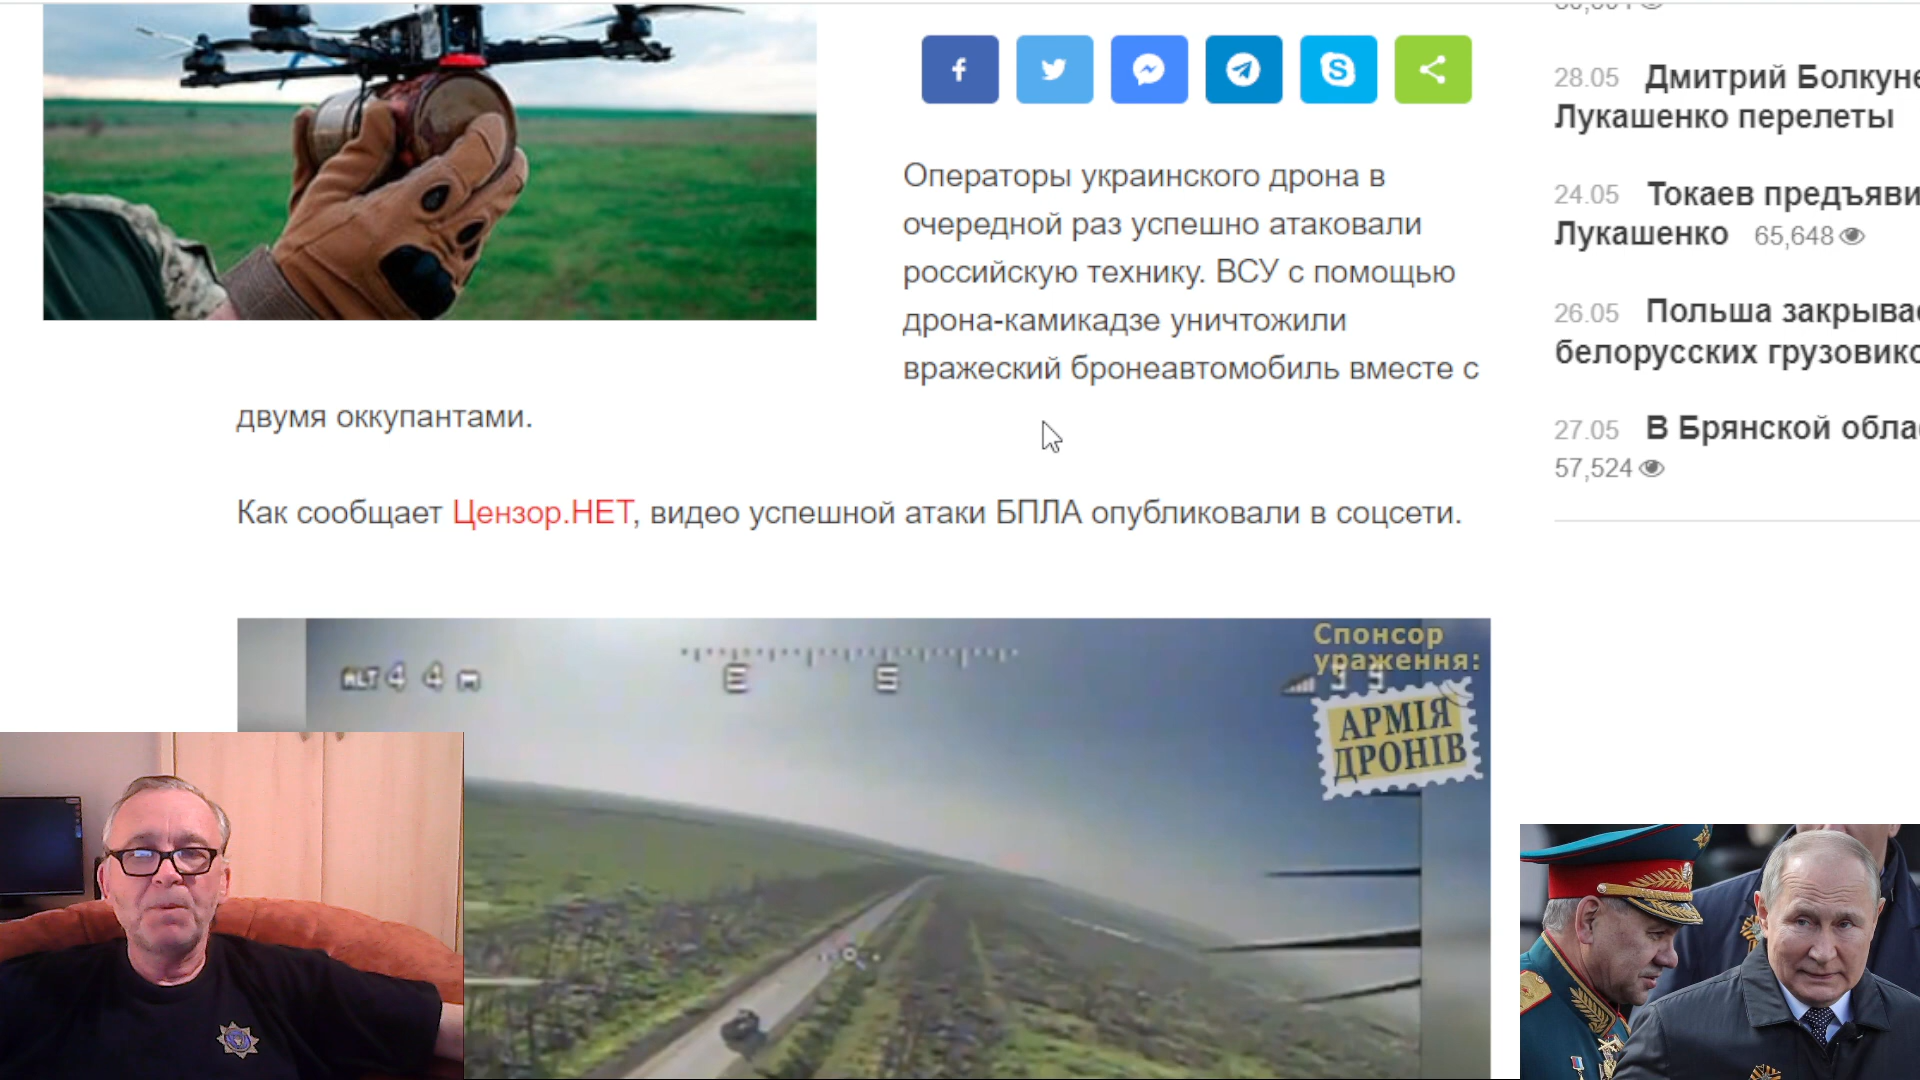 Операторы украинского дрона в
очередной раз успешно атаковали
российскую технику. ВСУ с помощью
дрона-камикадзе уничтожили
вражеский бронеавтомобиль вместе с
двумя оккупантами.
Как сообщает Цензор.НЕТ, видео успешной атаки БПЛА опубликовали в соцсети.
28.05 Дмитрий Болкуне
Лукашенко перелеты
24.05 Токаев предъяви
Лукашенко 65,648
26.05 Польша закрыва
белорусских грузовик
27.05 В Брянской обла
57,524
ALT 4 4 m
E S
Спонсор
ураження:
АРМІЯ
ДРОНІВ